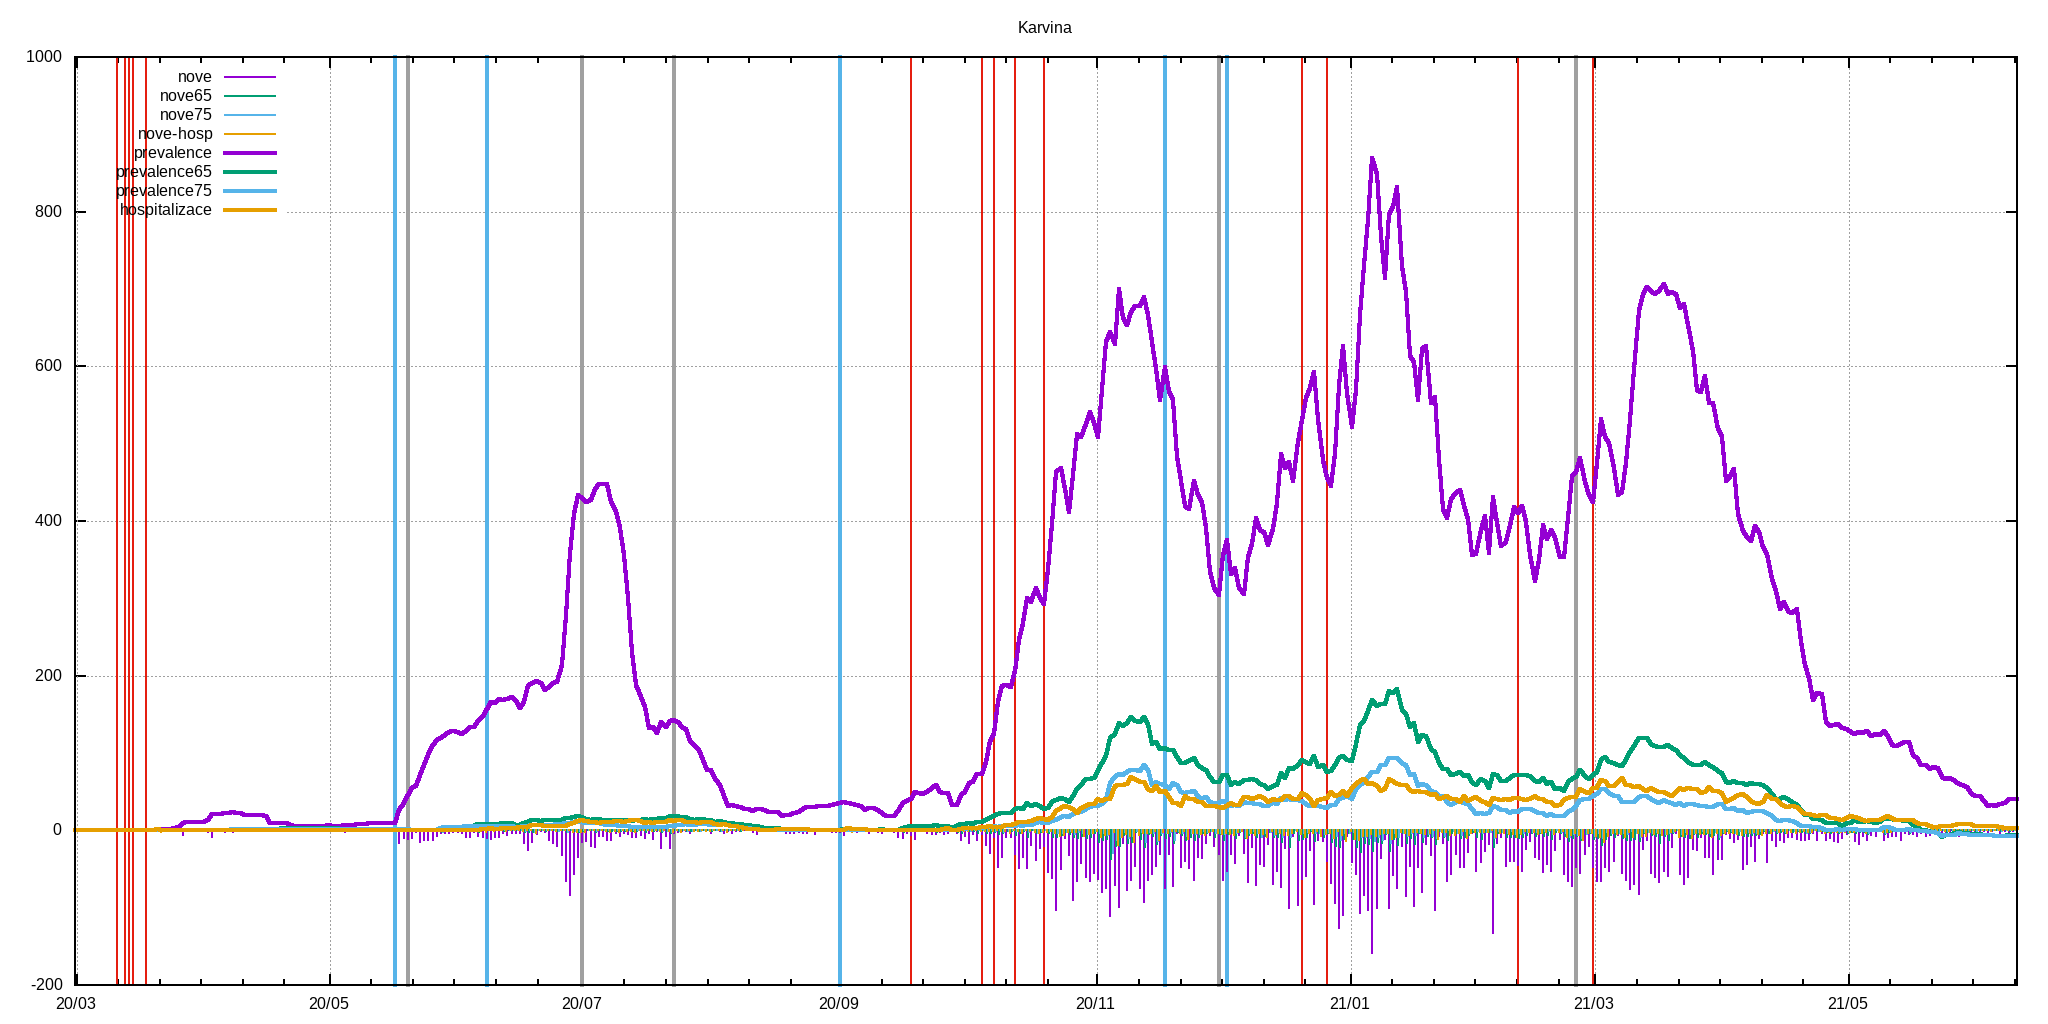 Karvina
1000
nove
nove65
nove75
nove-hosp
prevalence
prevalence65
prevalence75
hospitalizace
800
600
400
200
0
-200
20/03 20/05 20/07 20/09 20/11 21/01 21/03 21/05